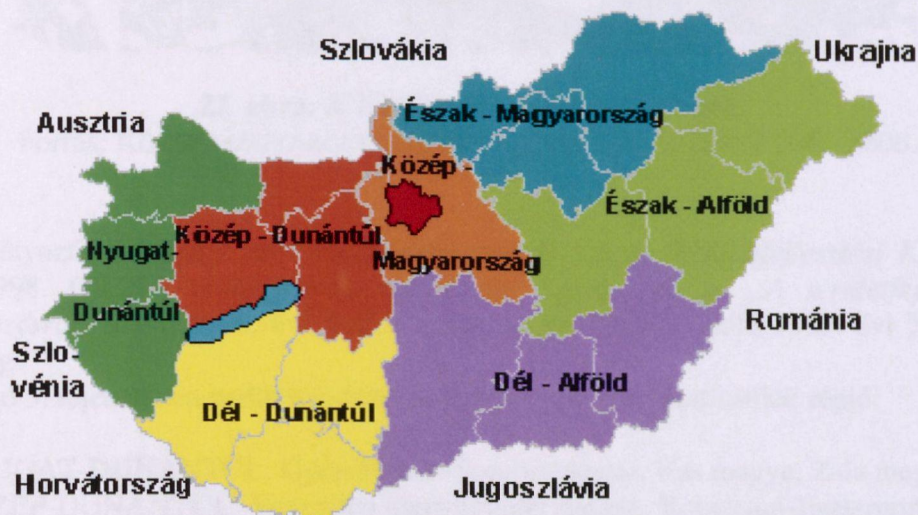 Szlovákia
Ukrajna
Ausztria
Észak - Magyarország
Közép -
Magyarország
Észak - Alföld
Nyugat-
Dunántúl
Közép - Dunántúl
Szlo-
vénia
Románia
Dél - Alföld
Dél - Dunántúl
Horvátország
Jugoszlávia